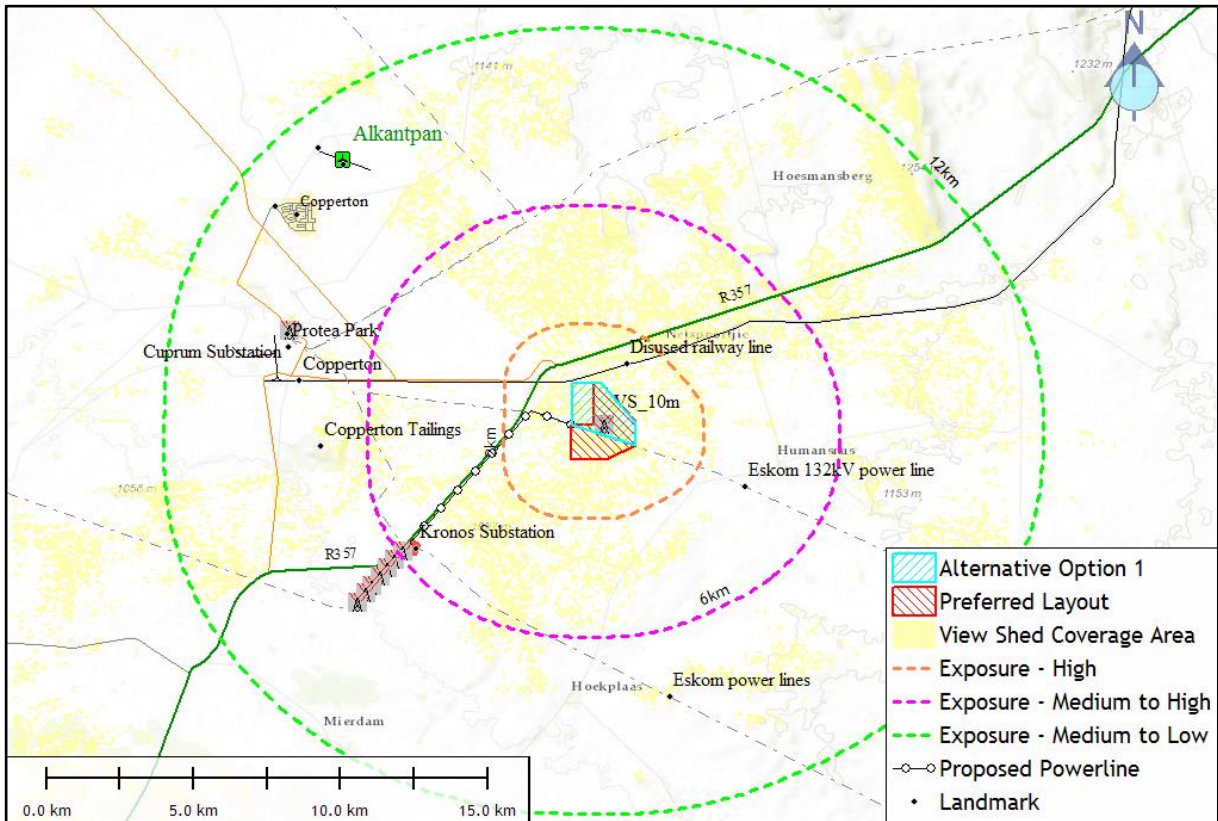 N
1141 m
1232 m
Alkantpan
Hoesmansberg
12km
Copperton
R357
Protea Park
Cuprum Substation
Disused railway line
Copperton
VS_10m
Copperton Tailings
Humansrus
Eskom 132kV power line
1153 m
Kronos Substation
R357
6km
Hoekplaas
Eskom power lines
Mierdam
Alternative Option 1
Preferred Layout
View Shed Coverage Area
Exposure - High
Exposure - Medium to High
Exposure - Medium to Low
Proposed Powerline
Landmark
0.0 km 5.0 km 10.0 km 15.0 km